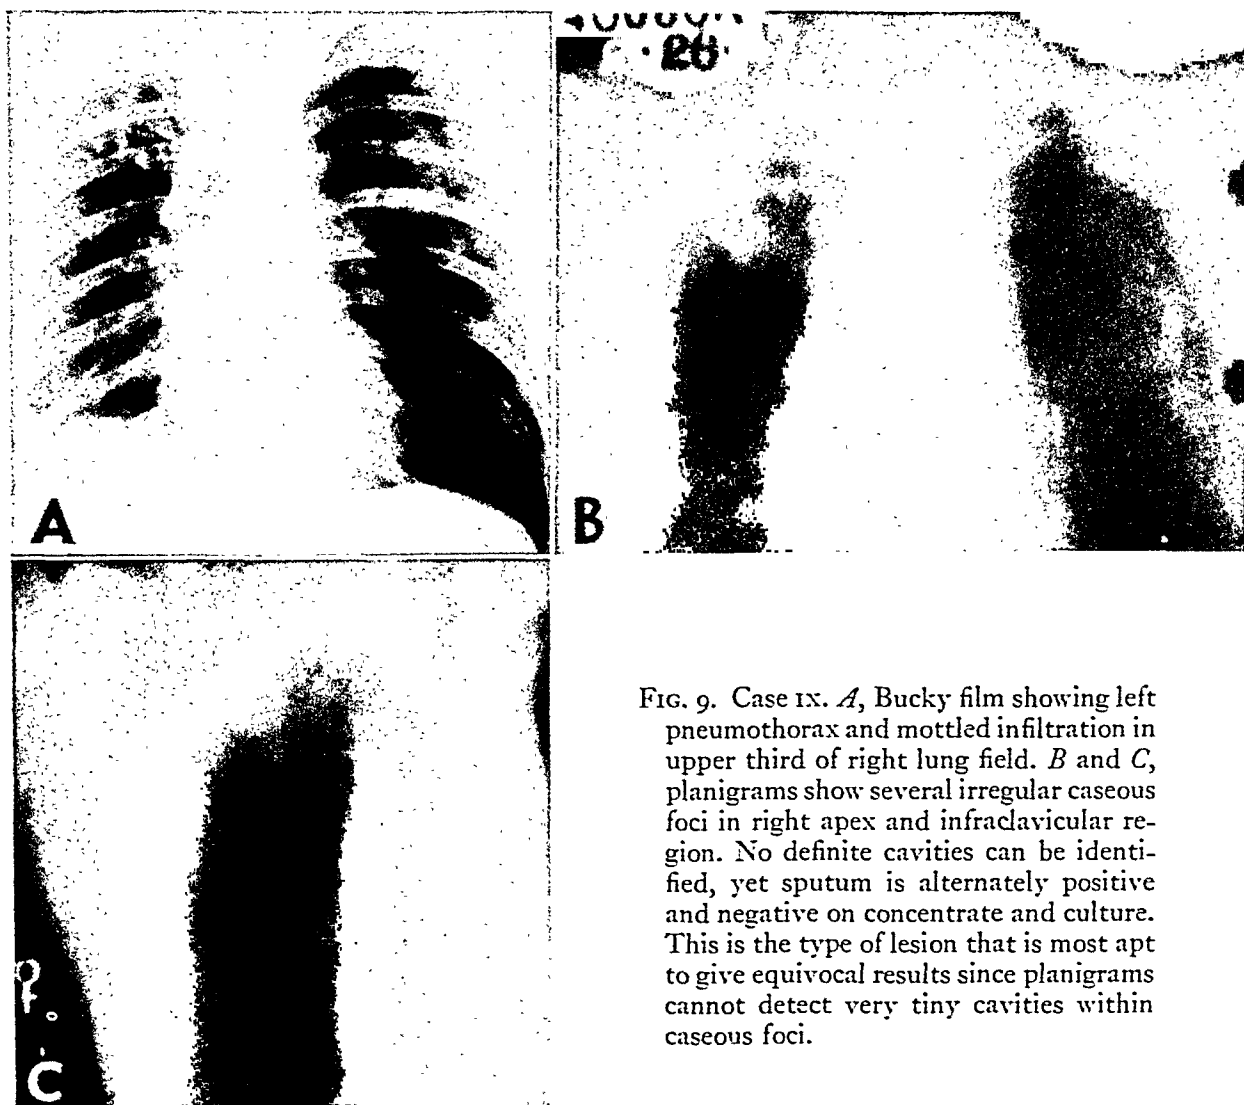 A
B
C
FIG. 9. Case IX. A, Bucky film showing left
pneumothorax and mottled infiltration in
upper third of right lung field. B and C,
planigrams show several irregular caseous
foci in right apex and infraclavicular re-
gion. No definite cavities can be identi-
fied, yet sputum is alternately positive
and negative on concentrate and culture.
This is the type of lesion that is most apt
to give equivocal results since planigrams
cannot detect very tiny cavities within
caseous foci.